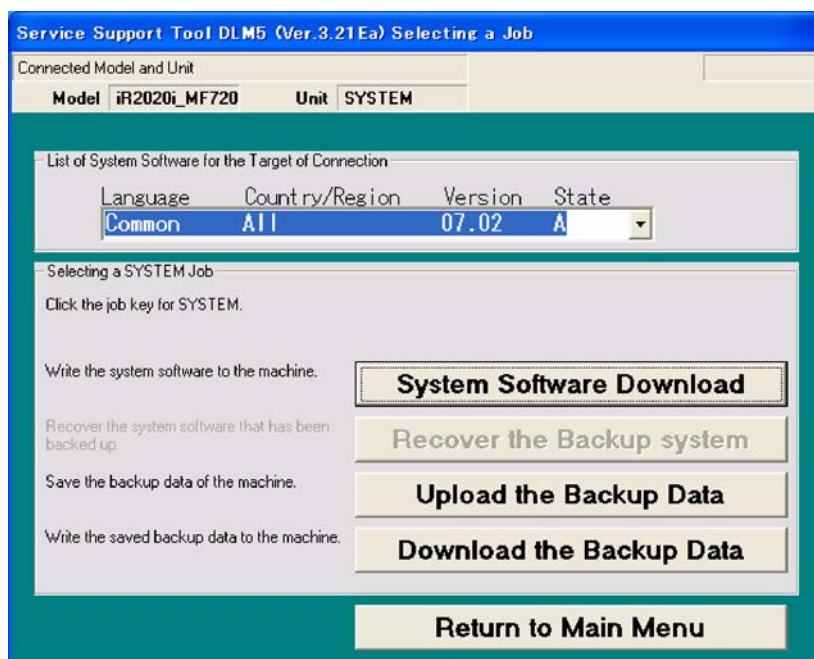 Service Support Tool DLM5 (Ver.3.21Ea) Selecting a Job
Connected Model and Unit
Model iR2020i_MF720 Unit SYSTEM
List of System Software for the Target of Connection
Language Country/Region Version State
Common All 07.02 A
Selecting a SYSTEM Job
Click the job key for SYSTEM.
Write the system software to the machine.
System Software Download
Recover the system software that has been
backed up.
Recover the Backup system
Save the backup data of the machine.
Upload the Backup Data
Write the saved backup data to the machine.
Download the Backup Data
Return to Main Menu